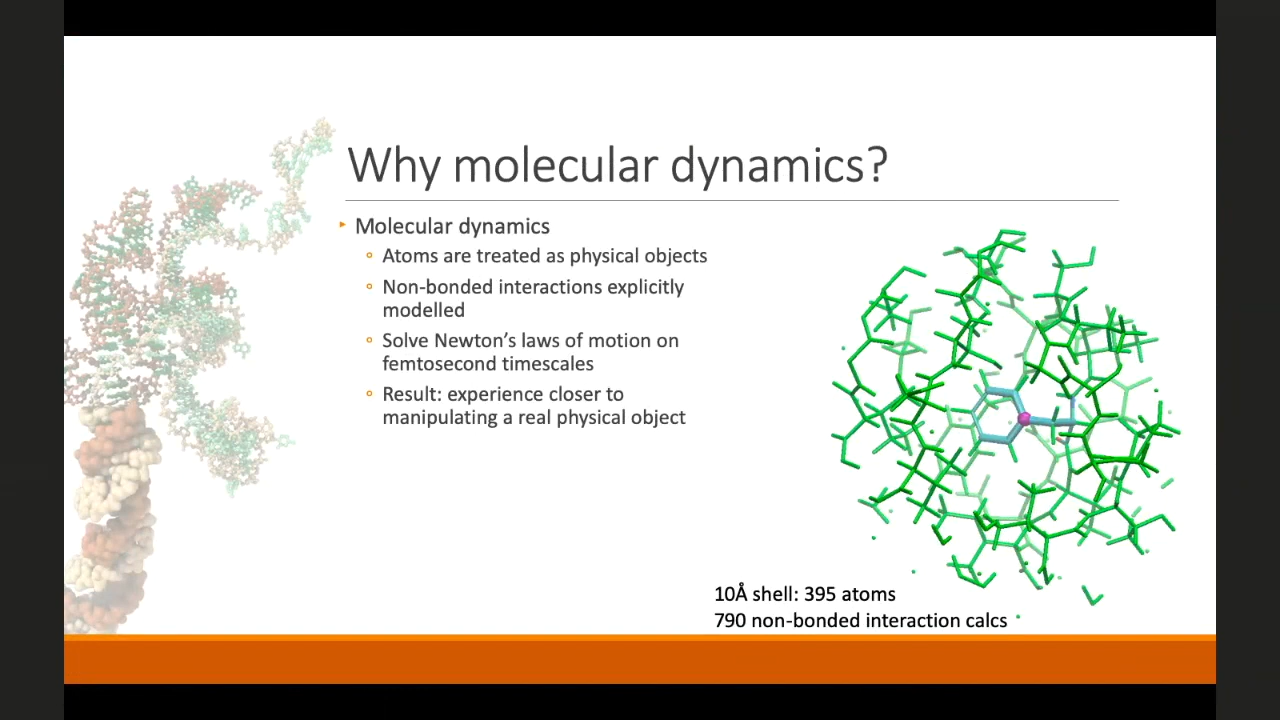 Why molecular dynamics?
Molecular dynamics
Atoms are treated as physical objects
Non-bonded interactions explicitly
modelled
Solve Newton’s laws of motion on
femtosecond timescales
Result: experience closer to
manipulating a real physical object
10Å shell: 395 atoms
790 non-bonded interaction calcs